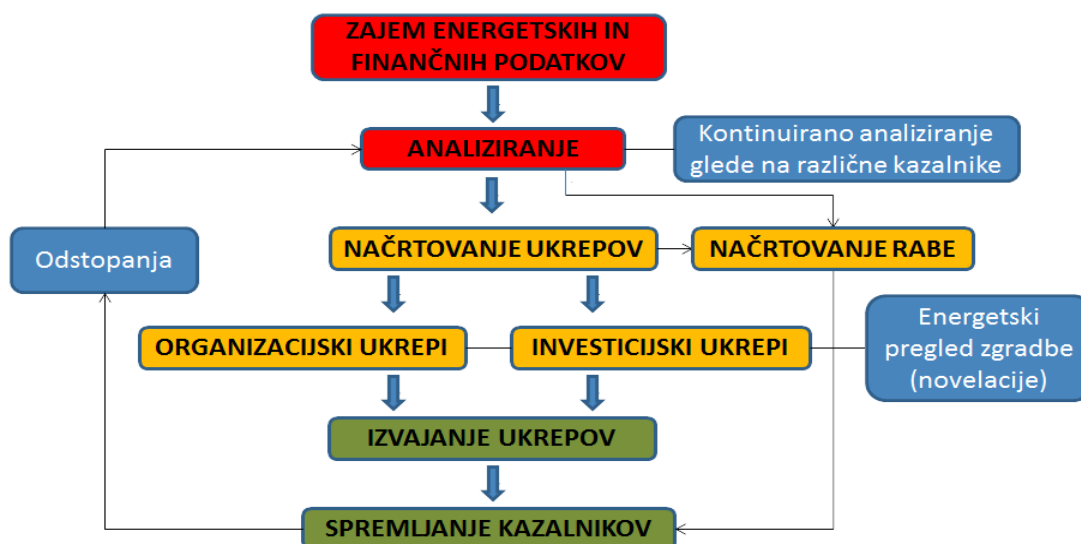 ZAJEM ENERGETSKIH IN
FINANČNIH PODATKOV
ANALIZIRANJE
Kontinuirano analiziranje
glede na različne kazalnike
Odstopanja
NAČRTOVANJE UKREPOV
NAČRTOVANJE RABE
ORGANIZACIJSKI UKREPI
INVESTICIJSKI UKREPI
Energetski
pregled zgradbe
(novelacije)
IZVAJANJE UKREPOV
SPREMLJANJE KAZALNIKOV